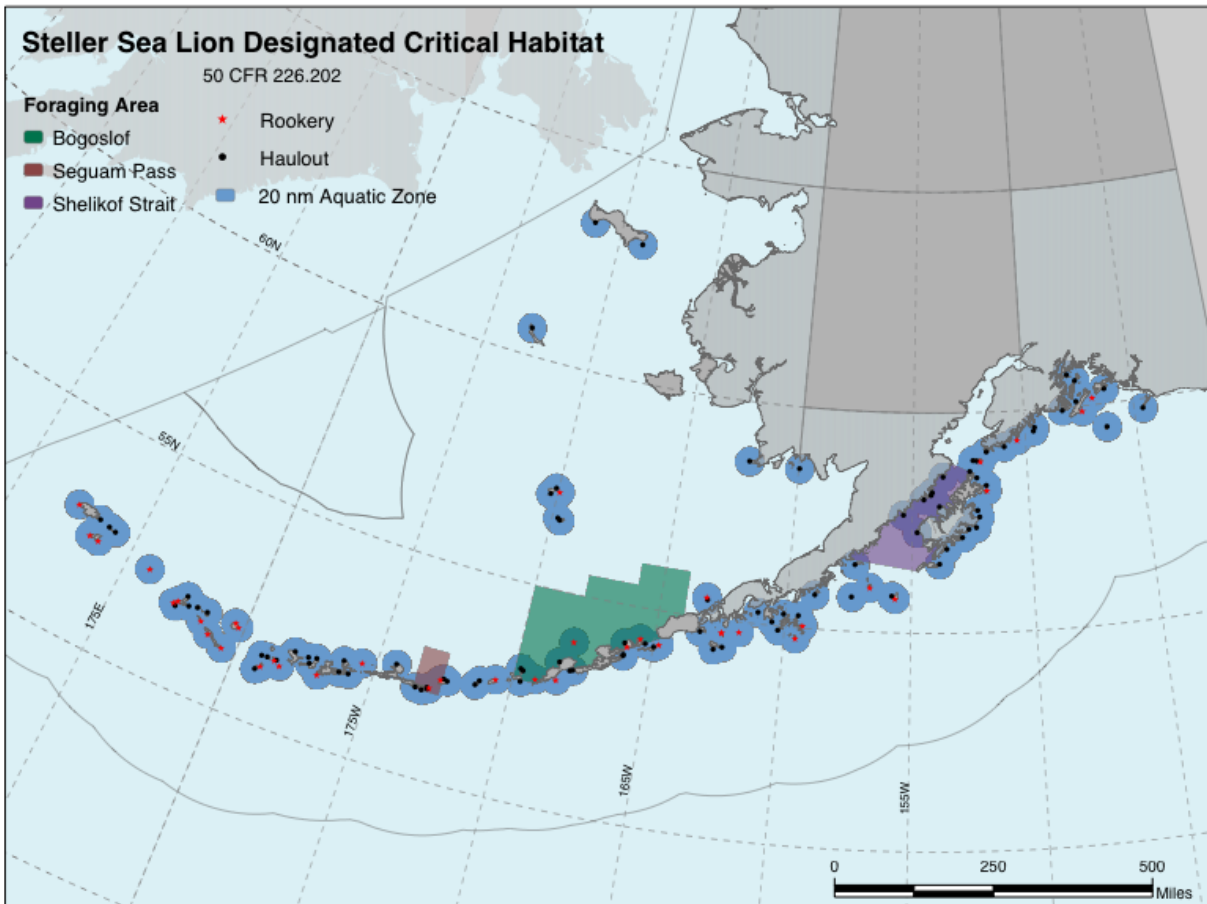 Steller Sea Lion Designated Critical Habitat
50 CFR 226.202
Foraging Area
Bogoslof
Seguam Pass
Shelikof Strait
Rookery
Haulout
20 nm Aquatic Zone
60N
55N
175E
175W
165W
155W
0 250 500
Miles